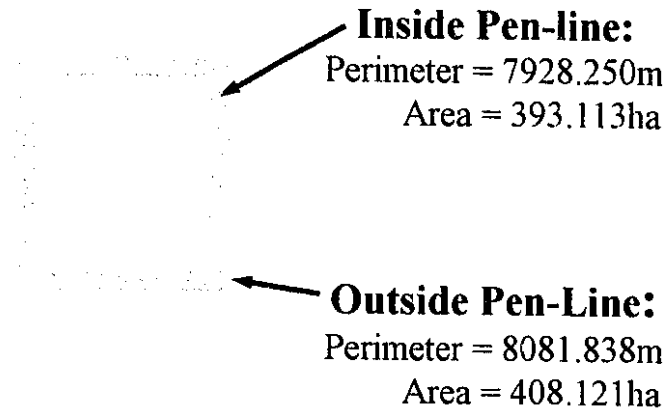 Inside Pen-line:
Perimeter = 7928.250m
Area = 393.113ha
Outside Pen-Line:
Perimeter = 8081.838m
Area = 408.121ha